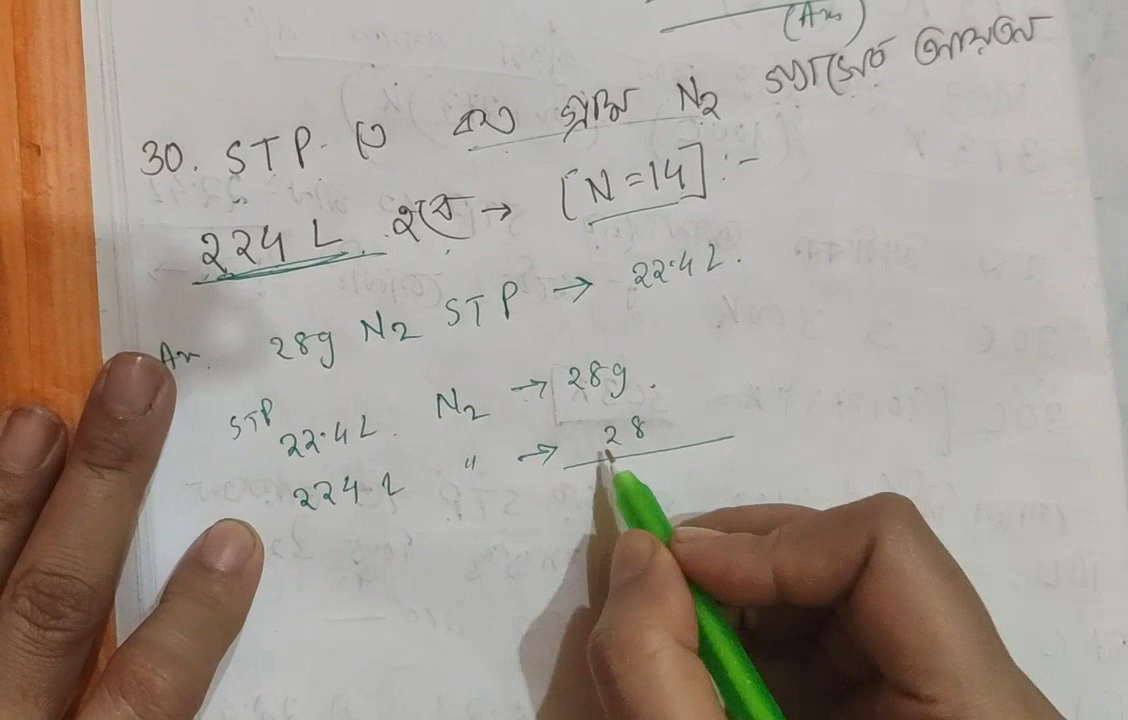 (Ans)
30. STP তে কত গ্রাম N2 গ্যাসের আয়তন
224 L হবে → [N=14] :-
Ans. 28g N2 STP → 22.4 L.
STP 22.4 L. N2 → 28g.
224 L " → 28